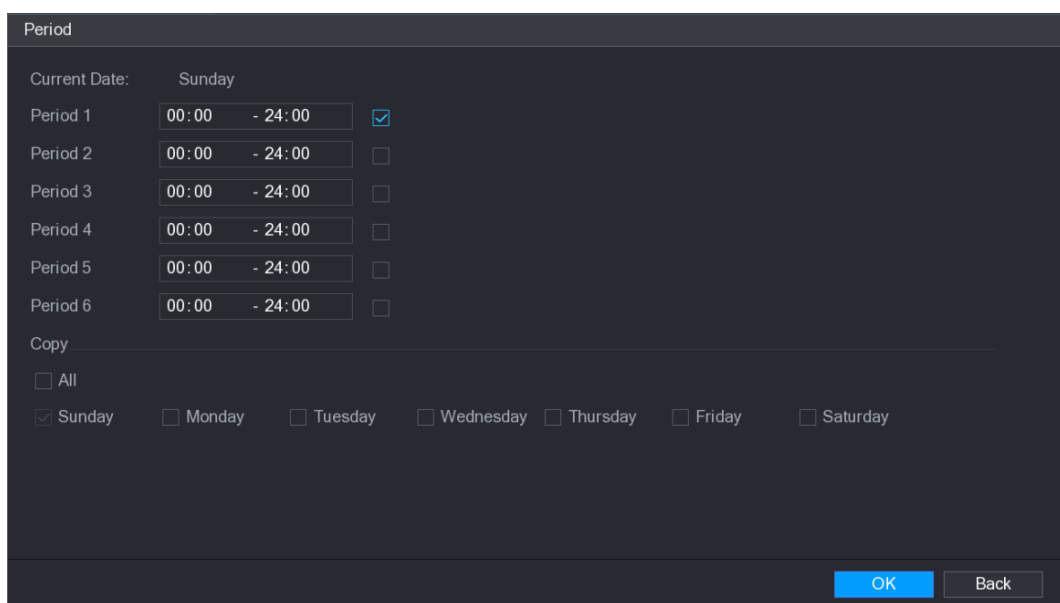 Period
Current Date: Sunday
Period 1 00:00 - 24:00
Period 2 00:00 - 24:00
Period 3 00:00 - 24:00
Period 4 00:00 - 24:00
Period 5 00:00 - 24:00
Period 6 00:00 - 24:00
Copy
All
Sunday Monday Tuesday Wednesday Thursday Friday Saturday
OK Back